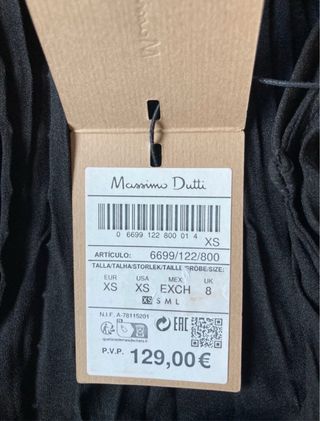 Massimo Dutti
0 6699 122 800 01 4
XS
ARTÍCULO: 6699/122/800
TALLA/TALHA/STORLEK/TAILLE GRÖBE/SIZE:
EUR USA MEX UK
XS XS EXCH 8
XS S M L
N.I.F. A-78115201
P.V.P. 129,00€